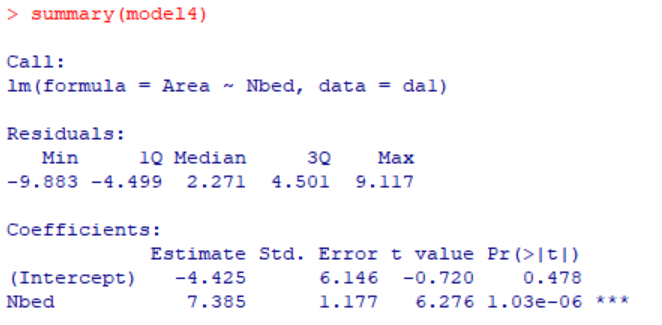 > summary(model4)
Call:
lm(formula = Area ~ Nbed, data = da1)
Residuals:
Min 1Q Median 3Q Max
-9.883 -4.499 2.271 4.501 9.117
Coefficients:
Estimate Std. Error t value Pr(>|t|)
(Intercept) -4.425 6.146 -0.720 0.478
Nbed 7.385 1.177 6.276 1.03e-06 ***